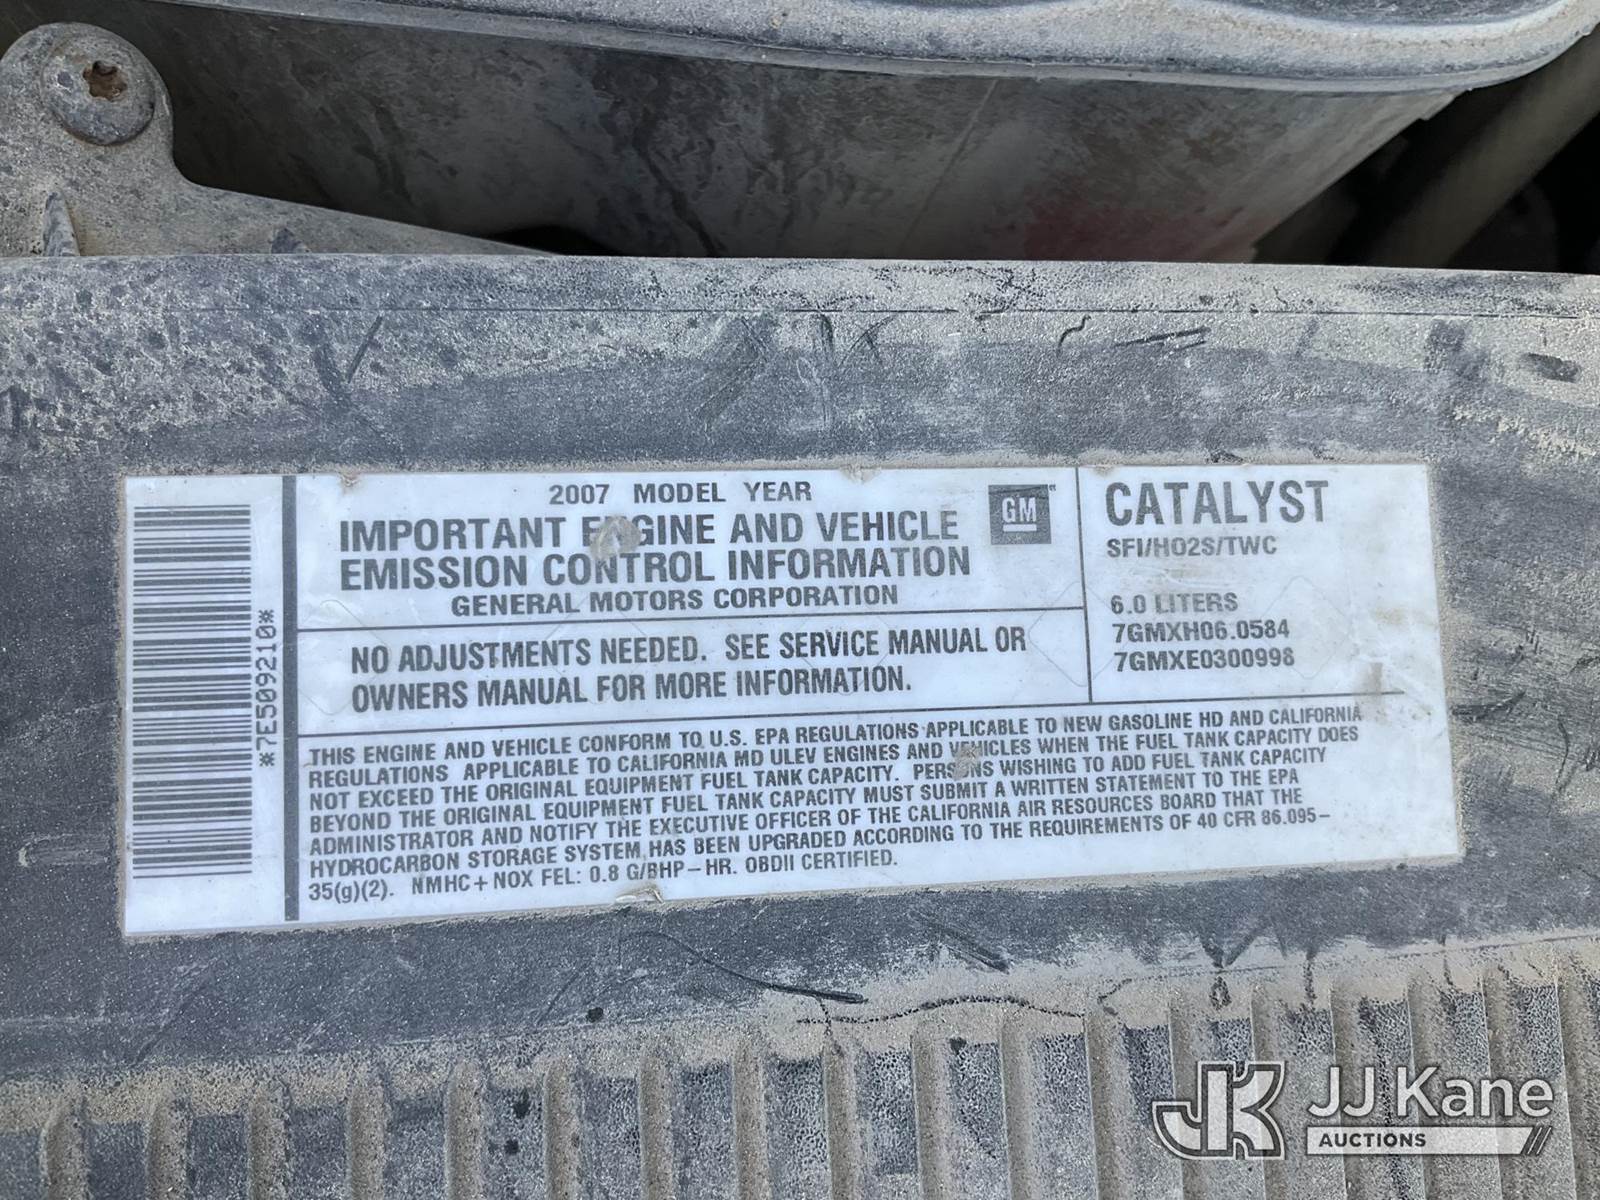 *7E509210*
2007 MODEL YEAR
IMPORTANT ENGINE AND VEHICLE
EMISSION CONTROL INFORMATION
GENERAL MOTORS CORPORATION
GM
NO ADJUSTMENTS NEEDED. SEE SERVICE MANUAL OR
OWNERS MANUAL FOR MORE INFORMATION.
CATALYST
SFI/HO2S/TWC
6.0 LITERS
7GMXH06.0584
7GMXE0300998
THIS ENGINE AND VEHICLE CONFORM TO U.S. EPA REGULATIONS APPLICABLE TO NEW GASOLINE HD AND CALIFORNIA
REGULATIONS APPLICABLE TO CALIFORNIA MD ULEV ENGINES AND VEHICLES WHEN THE FUEL TANK CAPACITY DOES
NOT EXCEED THE ORIGINAL EQUIPMENT FUEL TANK CAPACITY. PERSONS WISHING TO ADD FUEL TANK CAPACITY
BEYOND THE ORIGINAL EQUIPMENT FUEL TANK CAPACITY MUST SUBMIT A WRITTEN STATEMENT TO THE EPA
ADMINISTRATOR AND NOTIFY THE EXECUTIVE OFFICER OF THE CALIFORNIA AIR RESOURCES BOARD THAT THE
HYDROCARBON STORAGE SYSTEM HAS BEEN UPGRADED ACCORDING TO THE REQUIREMENTS OF 40 CFR 86.095-
35(g)(2). NMHC+NOX FEL: 0.8 G/BHP-HR. OBDII CERTIFIED.
JK JJ Kane
AUCTIONS